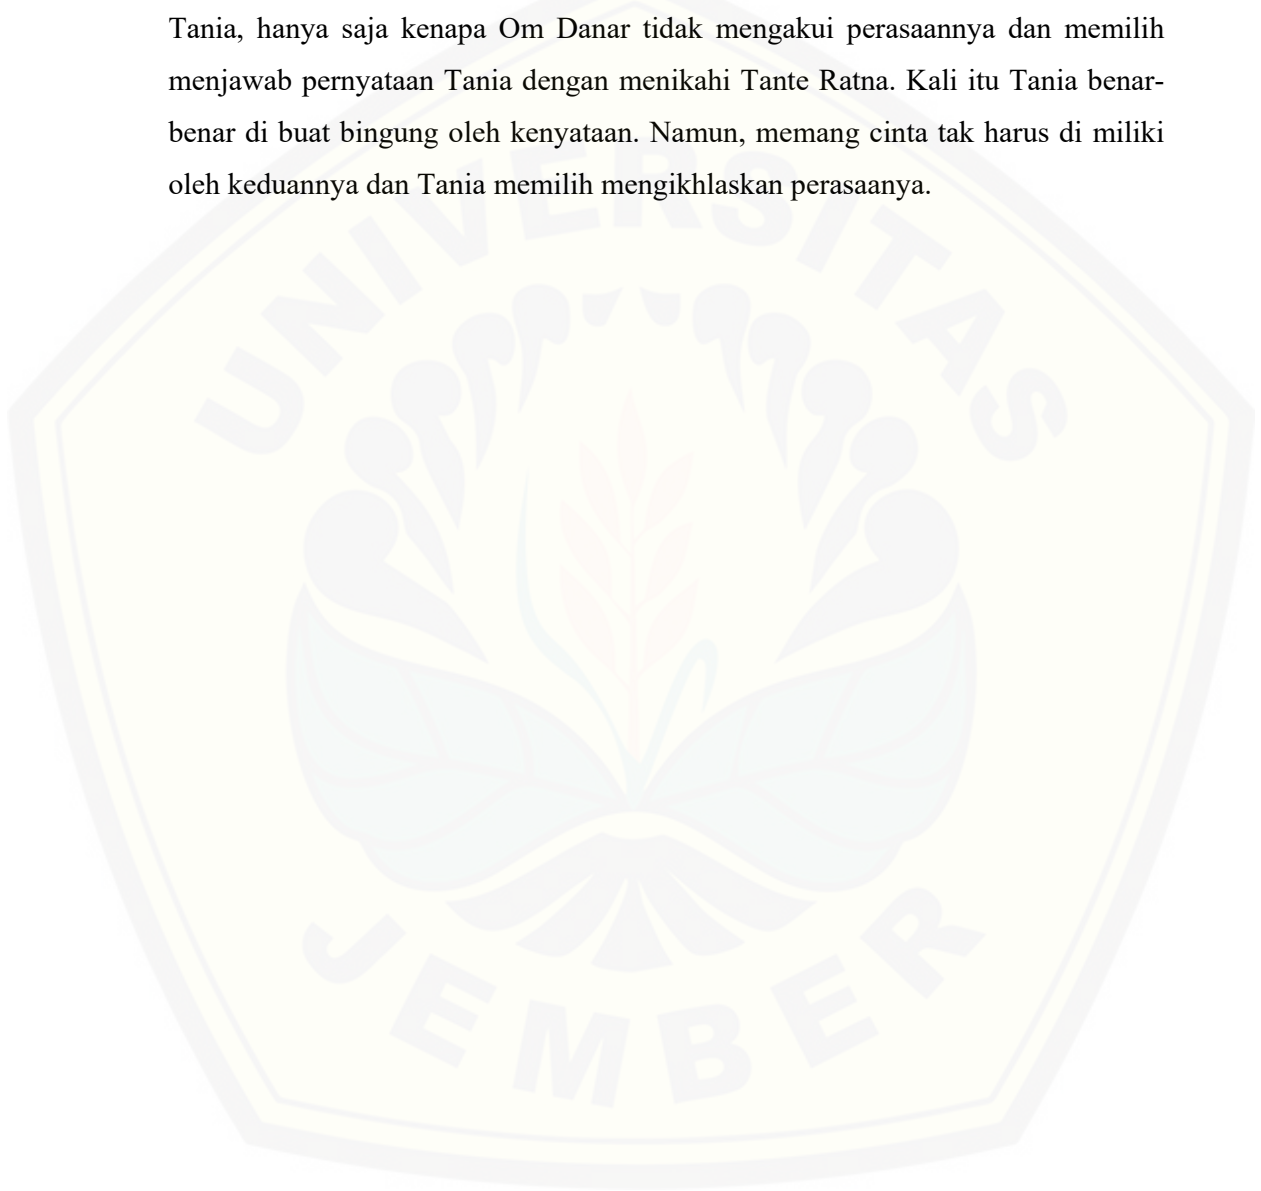 Tania, hanya saja kenapa Om Danar tidak mengakui perasaannya dan memilih
menjawab pernyataan Tania dengan menikahi Tante Ratna. Kali itu Tania benar-
benar di buat bingung oleh kenyataan. Namun, memang cinta tak harus di miliki
oleh keduannya dan Tania memilih mengikhlaskan perasaanya.
UNIVERSITAS
JEMBER